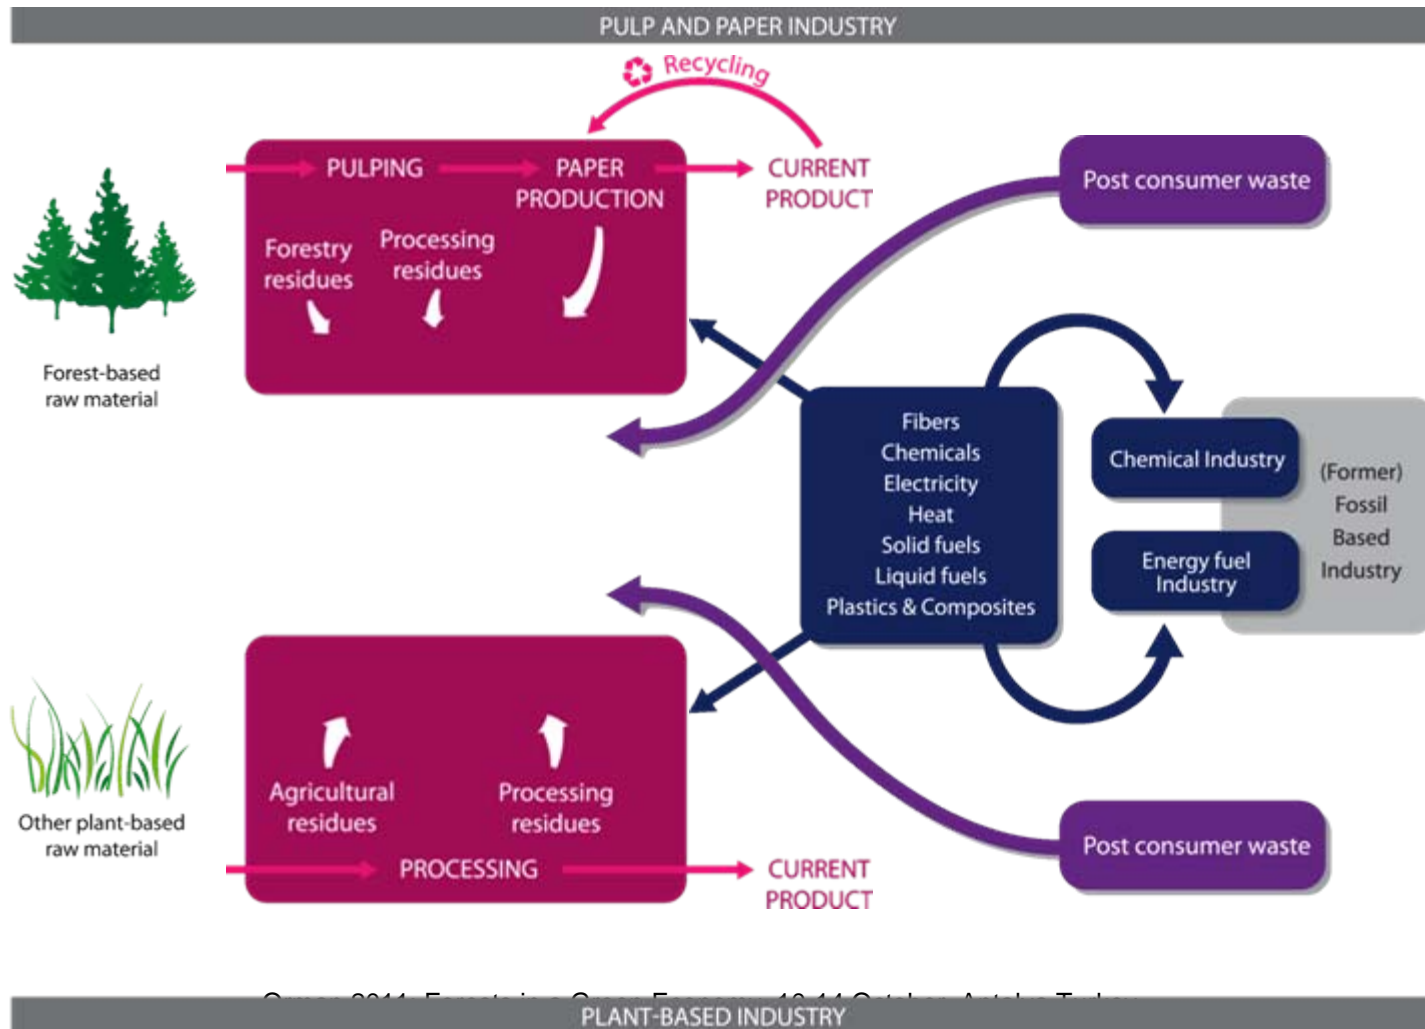 PULP AND PAPER INDUSTRY
Recycling
PULPING
PAPER
PRODUCTION
CURRENT
PRODUCT
Post consumer waste
Forestry
residues
Processing
residues
Forest-based
raw material
Fibers
Chemicals
Electricity
Heat
Solid fuels
Liquid fuels
Plastics & Composites
Chemical Industry
Energy fuel
Industry
(Former)
Fossil
Based
Industry
Other plant-based
raw material
Agricultural
residues
Processing
residues
PROCESSING
CURRENT
PRODUCT
Post consumer waste
PLANT-BASED INDUSTRY